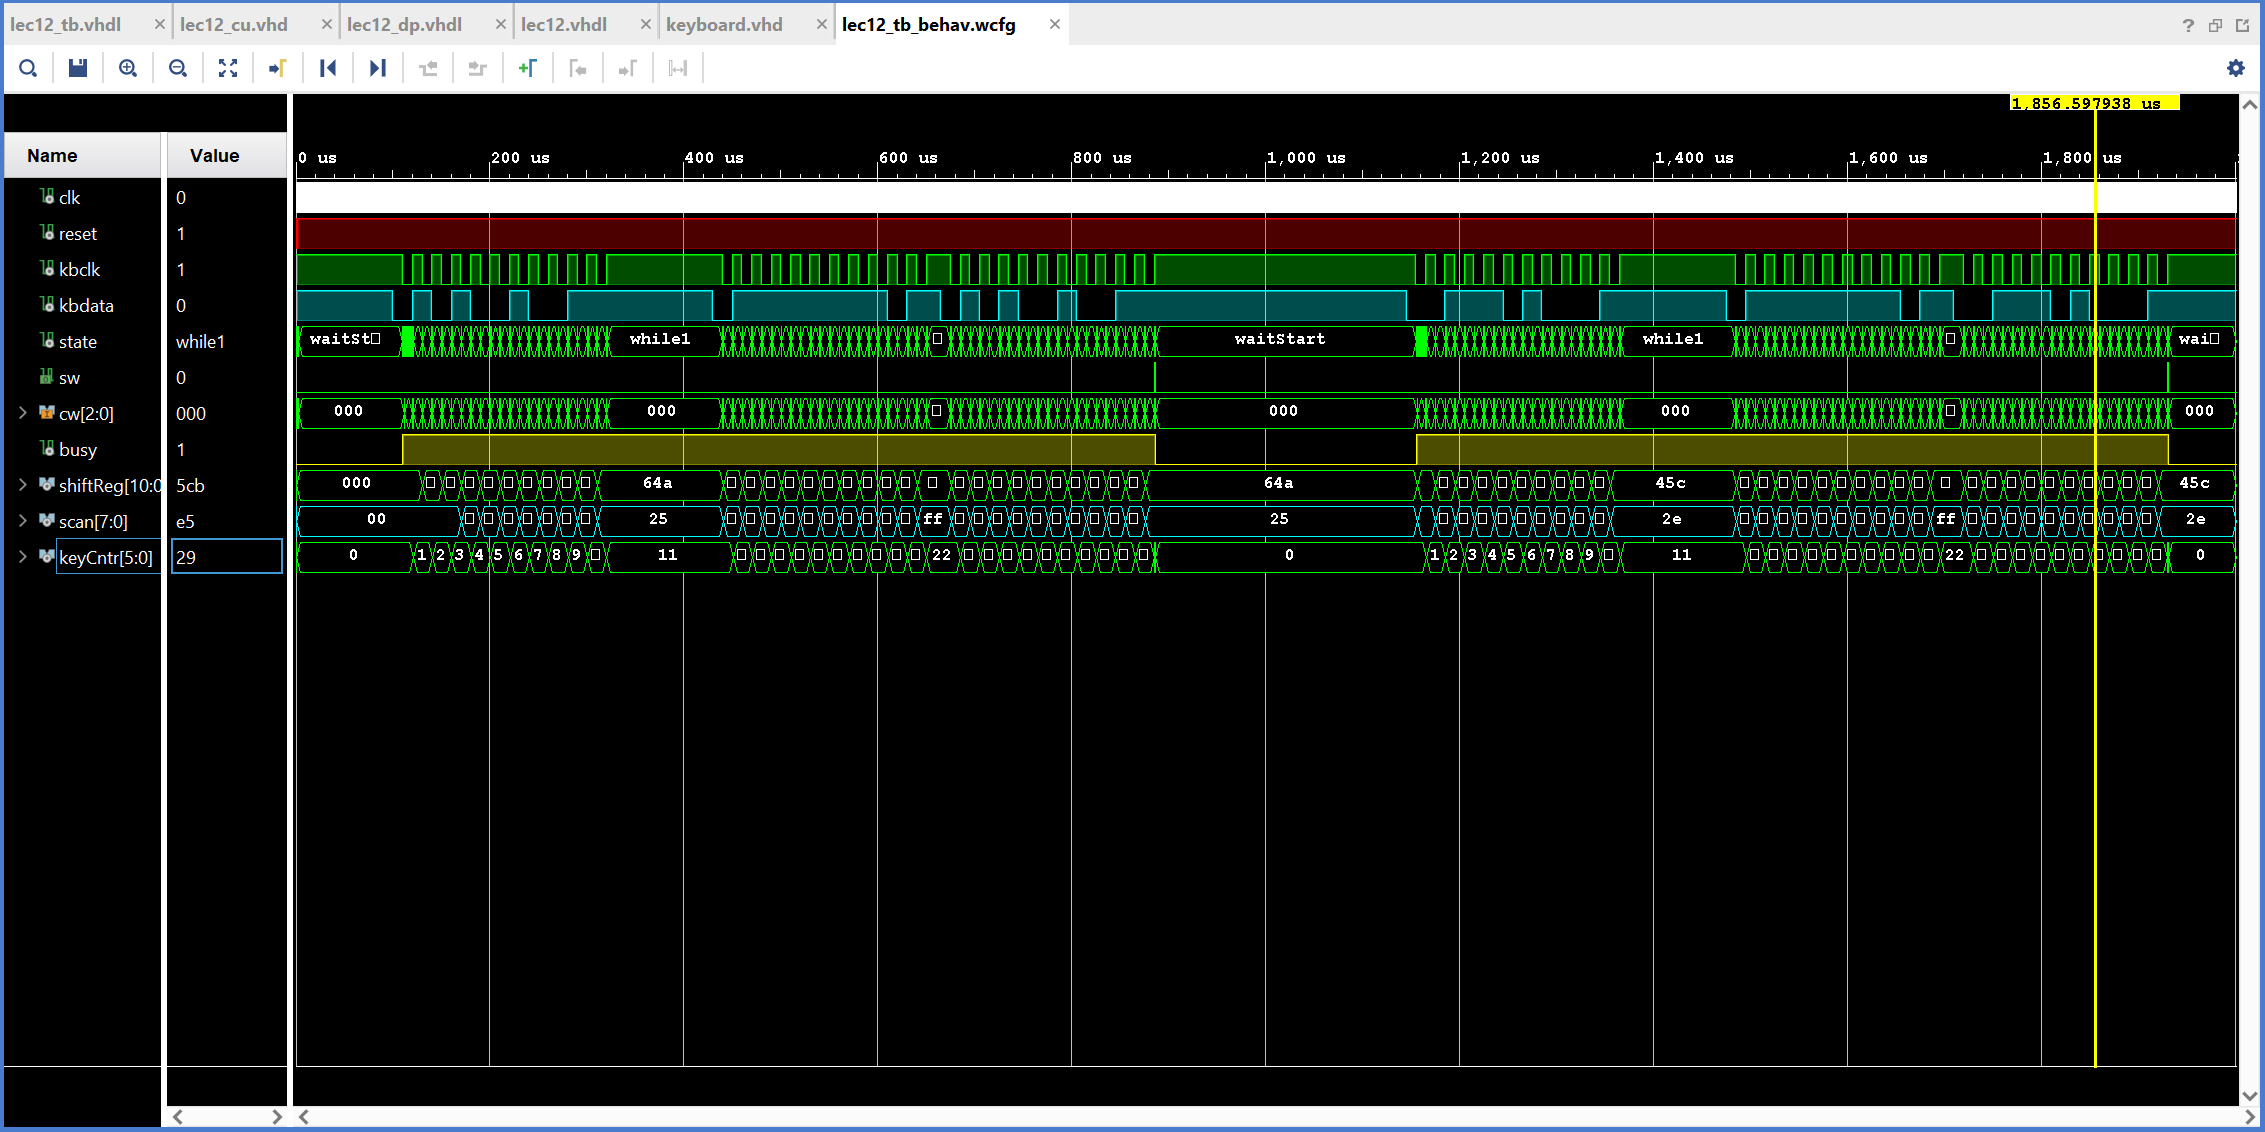 lec12_tb.vhdl × lec12_cu.vhd × lec12_dp.vhdl × lec12.vhdl × keyboard.vhd × lec12_tb_behav.wcfg ×
1,856.597938 us
Name Value
0 us 200 us 400 us 600 us 800 us 1,000 us 1,200 us 1,400 us 1,600 us 1,800 us
clk 0
reset 1
kbclk 1
kbdata 0
state while1 waitSt while1 waitStart while1 wai
sw 0
cw[2:0] 000 000 000 000 000 000
busy 1
shiftReg[10:0 5cb 000 64a 64a 45c 45c
scan[7:0] e5 00 25 ff 25 2e ff 2e
keyCntr[5:0] 29 0 1 2 3 4 5 6 7 8 9 11 22 0 1 2 3 4 5 6 7 8 9 11 22 0